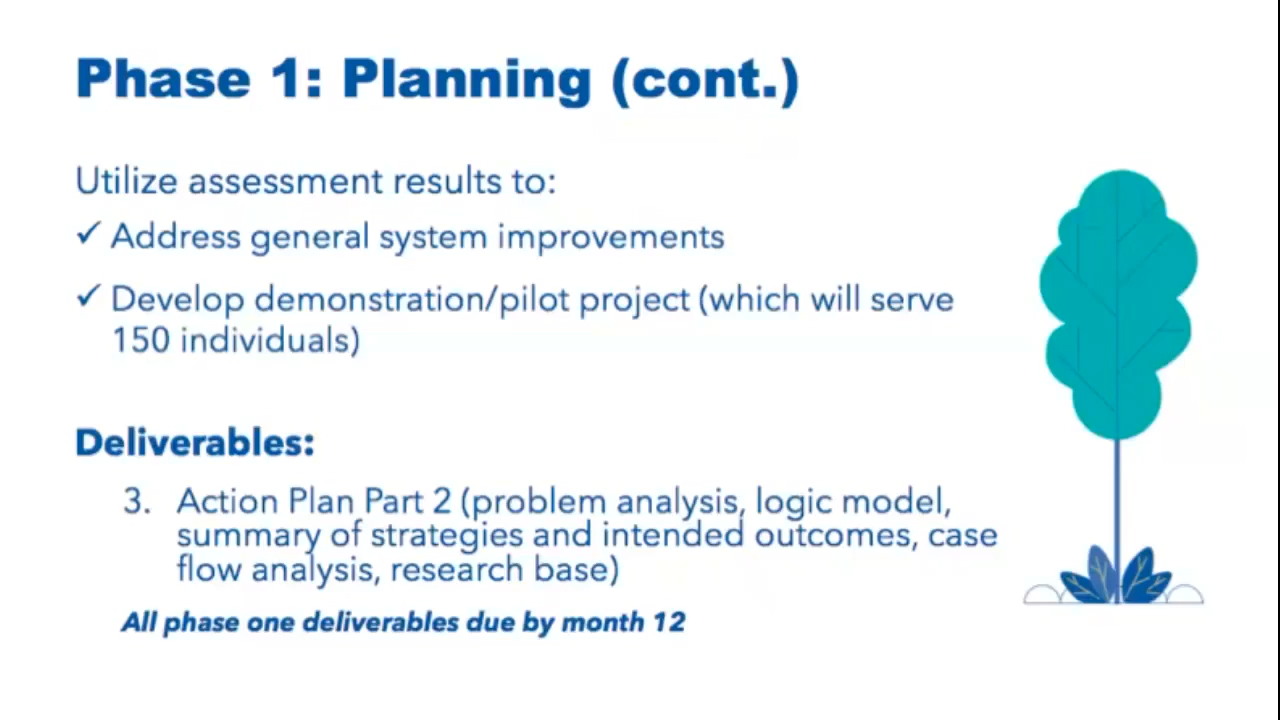 Phase 1: Planning (cont.)
Utilize assessment results to:
✓ Address general system improvements
✓ Develop demonstration/pilot project (which will serve
150 individuals)
Deliverables:
3. Action Plan Part 2 (problem analysis, logic model,
summary of strategies and intended outcomes, case
flow analysis, research base)
All phase one deliverables due by month 12